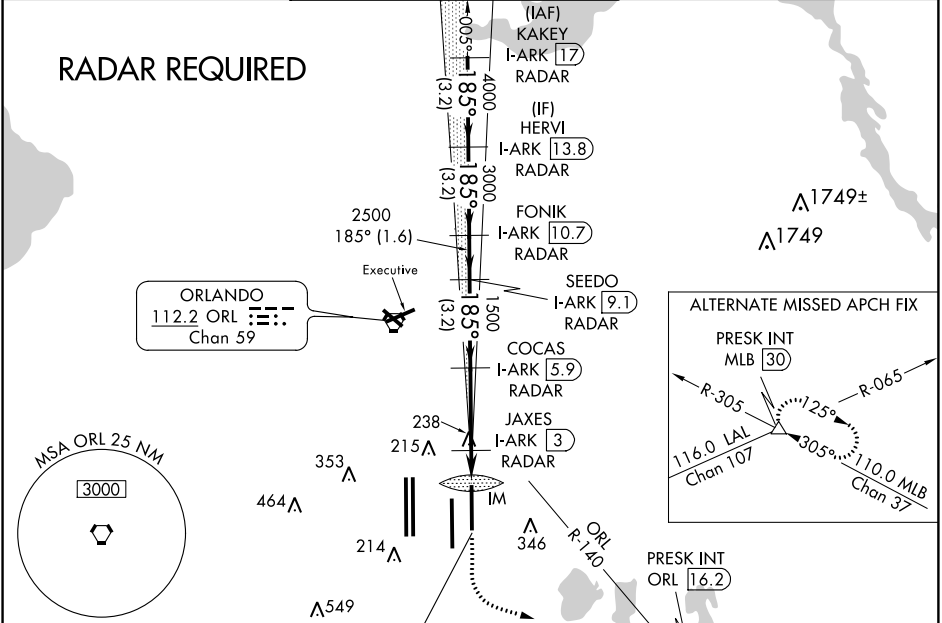 RADAR REQUIRED
005°
(IAF)
KAKEY
I-ARK 17
RADAR
4000
185°
(3.2)
(IF)
HERVI
I-ARK 13.8
RADAR
3000
185°
(3.2)
FONIK
I-ARK 10.7
RADAR
2500
185° (1.6)
SEEDO
I-ARK 9.1
RADAR
1500
185°
(3.2)
COCAS
I-ARK 5.9
RADAR
JAXES
I-ARK 3
RADAR
IM
Executive
ORLANDO
112.2 ORL
Chan 59
1749±
1749
ALTERNATE MISSED APCH FIX
PRESK INT
MLB 30
R-305
R-065
125°
305°
116.0 LAL
Chan 107
110.0 MLB
Chan 37
238
215
353
464
214
346
549
MSA ORL 25 NM
3000
ORL
R-140
PRESK INT
ORL 16.2